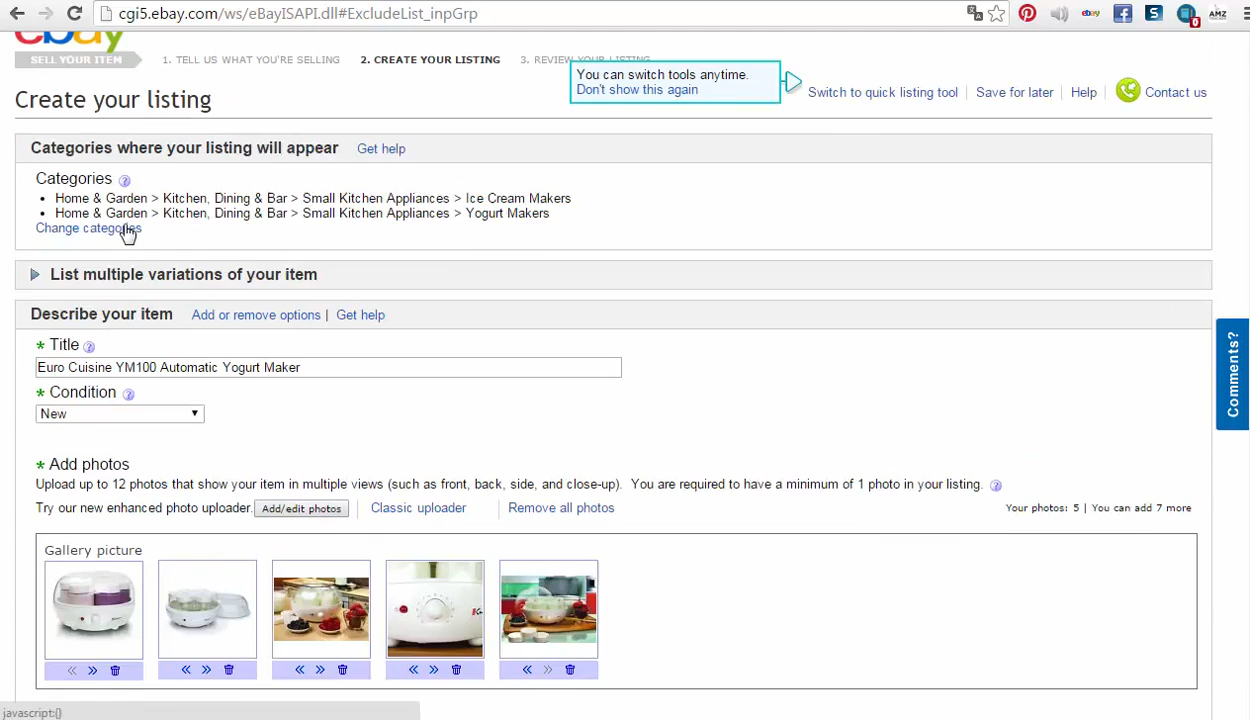 cgi5.ebay.com/ws/eBayISAPI.dll#ExcludeList_inpGrp
ebay
SELL YOUR ITEM 1. TELL US WHAT YOU'RE SELLING 2. CREATE YOUR LISTING 3. REVIEW YOUR LISTING
You can switch tools anytime.
Don't show this again
Switch to quick listing tool | Save for later | Help | Contact us
Create your listing
Categories where your listing will appear Get help
Categories
Home & Garden > Kitchen, Dining & Bar > Small Kitchen Appliances > Ice Cream Makers
Home & Garden > Kitchen, Dining & Bar > Small Kitchen Appliances > Yogurt Makers
Change categories
List multiple variations of your item
Describe your item Add or remove options | Get help
* Title
Euro Cuisine YM100 Automatic Yogurt Maker
* Condition
New
Comments?
* Add photos
Upload up to 12 photos that show your item in multiple views (such as front, back, side, and close-up). You are required to have a minimum of 1 photo in your listing.
Try our new enhanced photo uploader. Add/edit photos | Classic uploader | Remove all photos Your photos: 5 | You can add 7 more
Gallery picture
javascript:{}